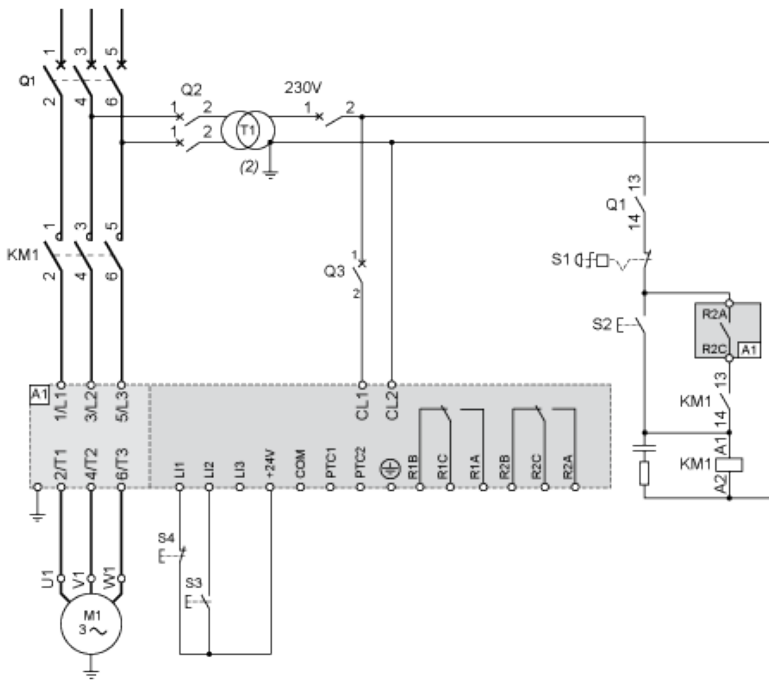 1 3 5
Q1
2 4 6
Q2
1 2
1 2
T1
(2)
230V
1 2
13
Q1
14
1 3 5
KM1
2 4 6
1
Q3
2
S1
S2
R2A
R2C
A1
13
KM1
14
A1
KM1
A2
A1
1/L1 3/L2 5/L3
CL1 CL2
2/T1 4/T2 6/T3
LI1 LI2 LI3 +24V COM PTC1 PTC2 R1B R1C R1A R2B R2C R2A
S4
S3
U1 V1 W1
M1
3 ~